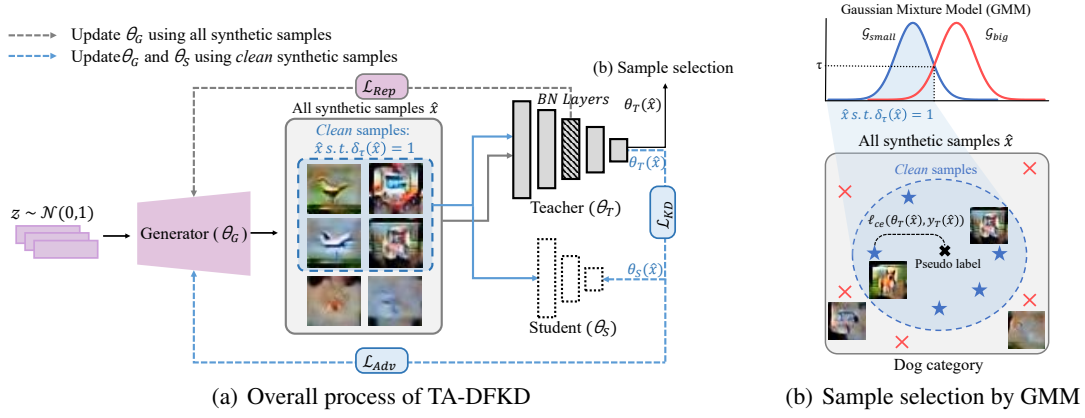 Update θ_G using all synthetic samples
Updateθ_G and θ_S using clean synthetic samples
(b) Sample selection
ℒ_Rep
All synthetic samples x̂
BN Layers
θ_T(x̂)
Clean samples:
x̂ s.t. δ_τ(x̂) = 1
θ_T(x̂)
z ~ 𝒩(0,1)
Generator (θ_G)
Teacher (θ_T)
ℒ_KD
θ_S(x̂)
Student (θ_S)
ℒ_Adv
(a) Overall process of TA-DFKD
Gaussian Mixture Model (GMM)
𝒢_small
𝒢_big
τ
x̂ s.t. δ_τ(x̂) = 1
All synthetic samples x̂
Clean samples
ℓ_ce(θ_T(x̂), y_T(x̂))
Pseudo label
Dog category
(b) Sample selection by GMM